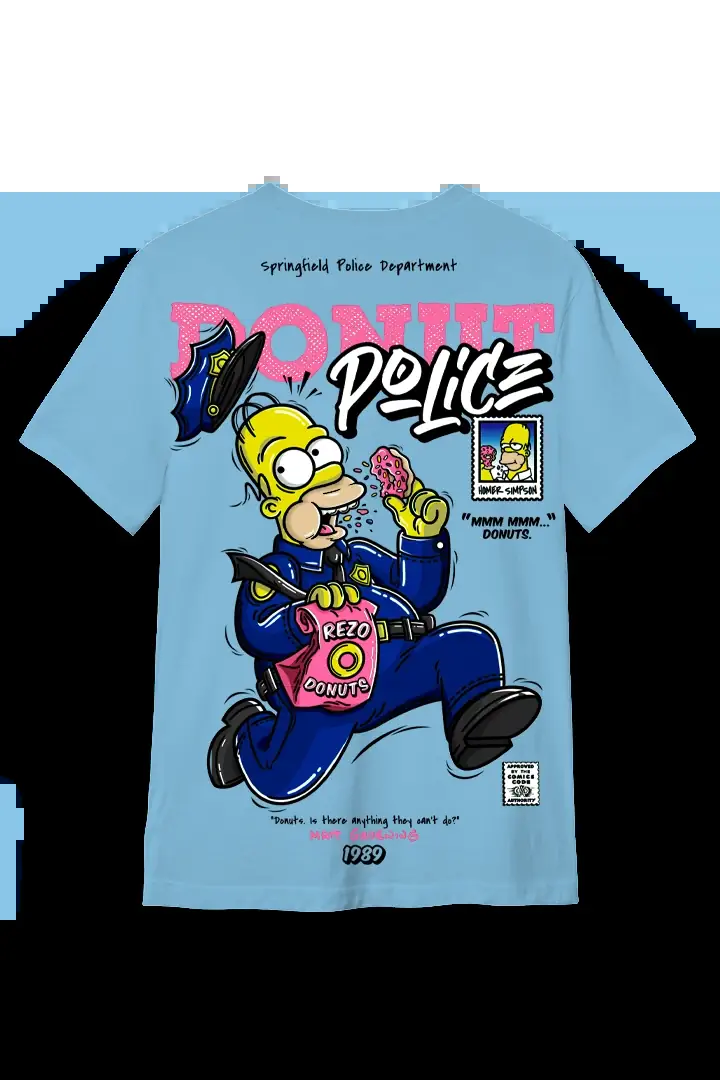 Springfield Police Department
DONUT
POLICE
HOMER SIMPSON
"MMM MMM..."
DONUTS.
REZO
DONUTS
APPROVED
BY THE
COMICS
CODE
AUTHORITY
"Donuts. Is there anything they can't do?"
1989